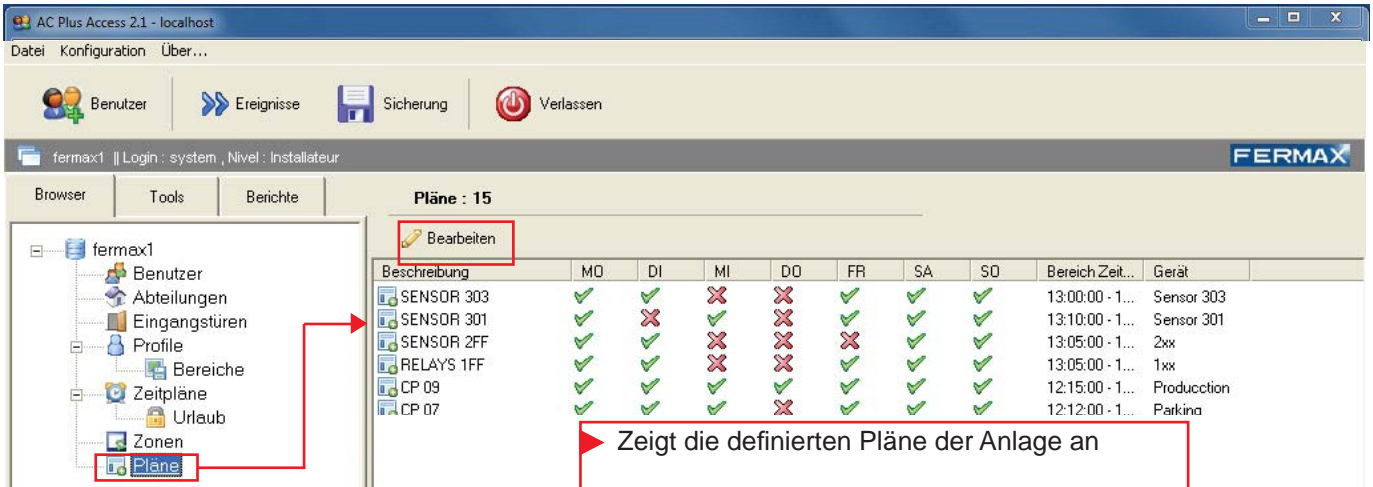 AC Plus Access 2.1 - localhost
Datei Konfiguration Über...
Benutzer Ereignisse Sicherung Verlassen
fermax1 || Login : system , Nivel : Installateur
FERMAX
Browser Tools Berichte
Pläne : 15
Bearbeiten
fermax1
Benutzer
Abteilungen
Eingangstüren
Profile
Bereiche
Zeitpläne
Urlaub
Zonen
Pläne
Beschreibung MO DI MI DO FR SA SO Bereich Zeit... Gerät
SENSOR 303 13:00:00 - 1... Sensor 303
SENSOR 301 13:10:00 - 1... Sensor 301
SENSOR 2FF 13:05:00 - 1... 2xx
RELAYS 1FF 13:05:00 - 1... 1xx
CP 09 12:15:00 - 1... Producction
CP 07 12:12:00 - 1... Parking
Zeigt die definierten Pläne der Anlage an